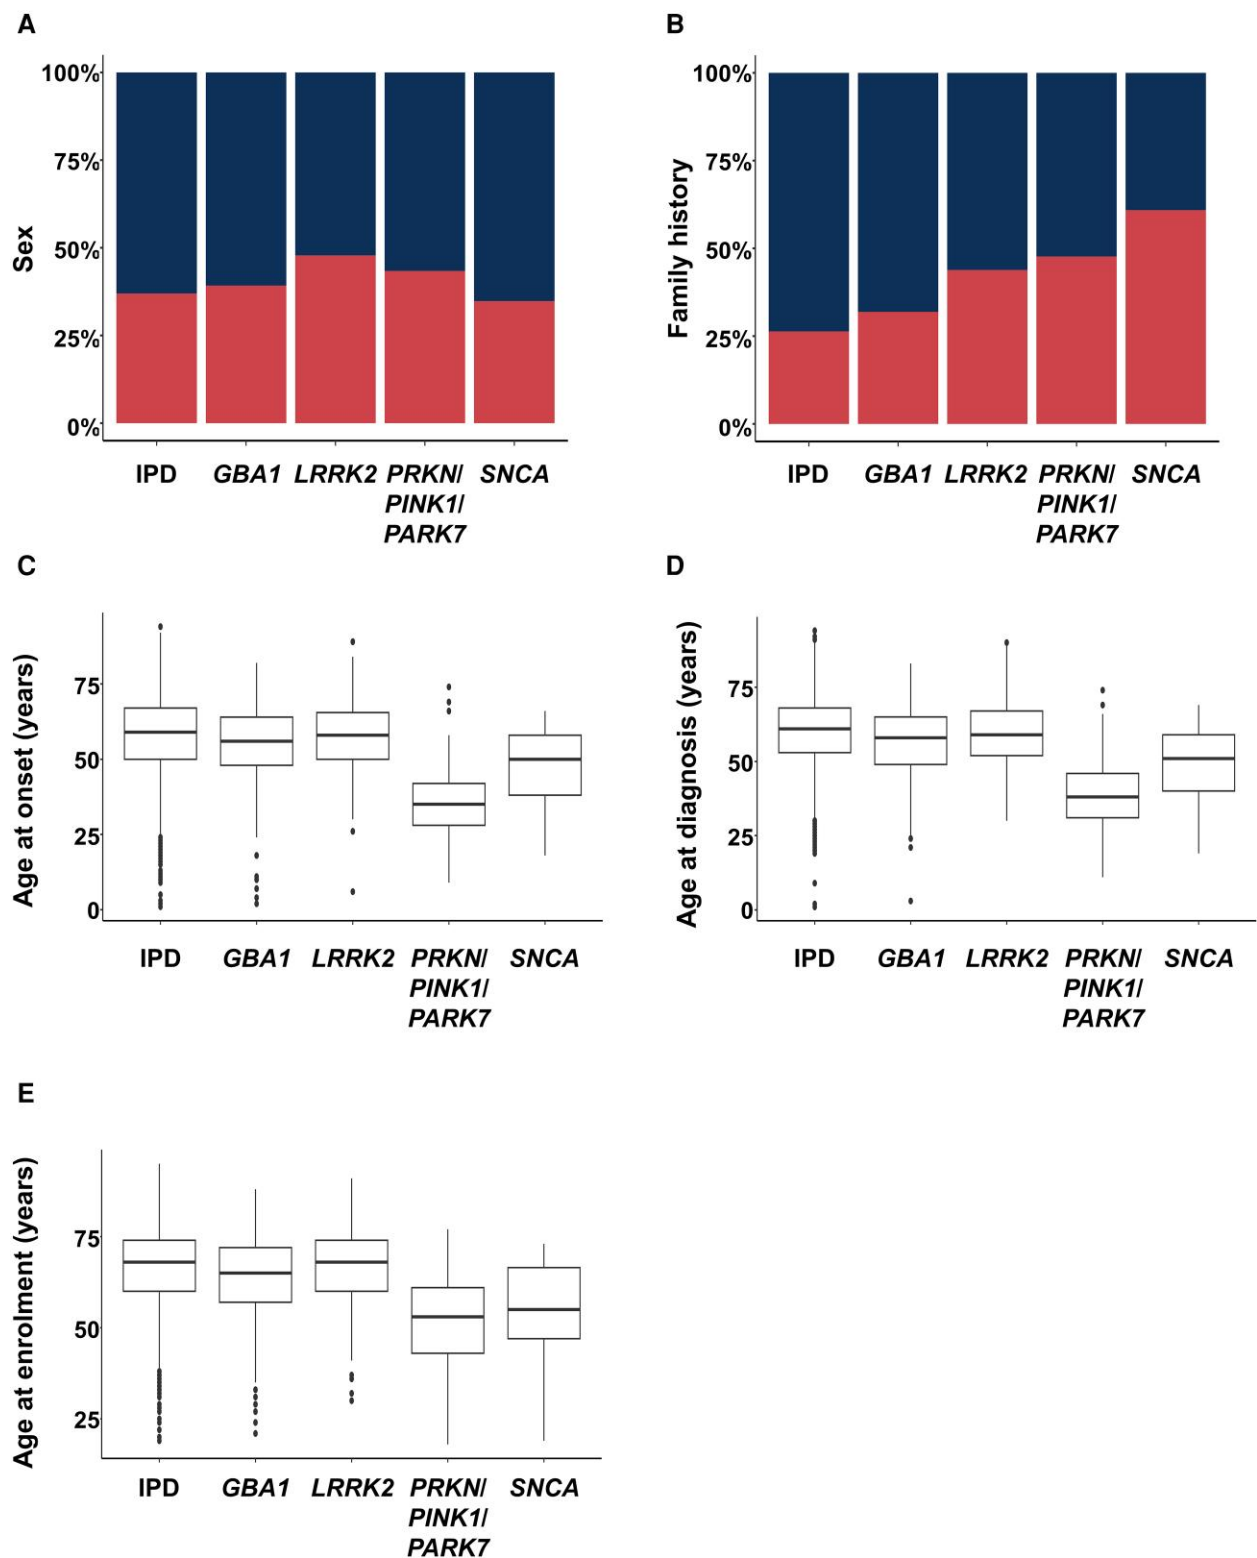 A
Sex
100%
75%
50%
25%
0%
IPD GBA1 LRRK2 PRKN/ SNCA
PINK1/
PARK7
B
Family history
100%
75%
50%
25%
0%
IPD GBA1 LRRK2 PRKN/ SNCA
PINK1/
PARK7
C
Age at onset (years)
75
50
25
0
IPD GBA1 LRRK2 PRKN/ SNCA
PINK1/
PARK7
D
Age at diagnosis (years)
75
50
25
0
IPD GBA1 LRRK2 PRKN/ SNCA
PINK1/
PARK7
E
Age at enrolment (years)
75
50
25
IPD GBA1 LRRK2 PRKN/ SNCA
PINK1/
PARK7